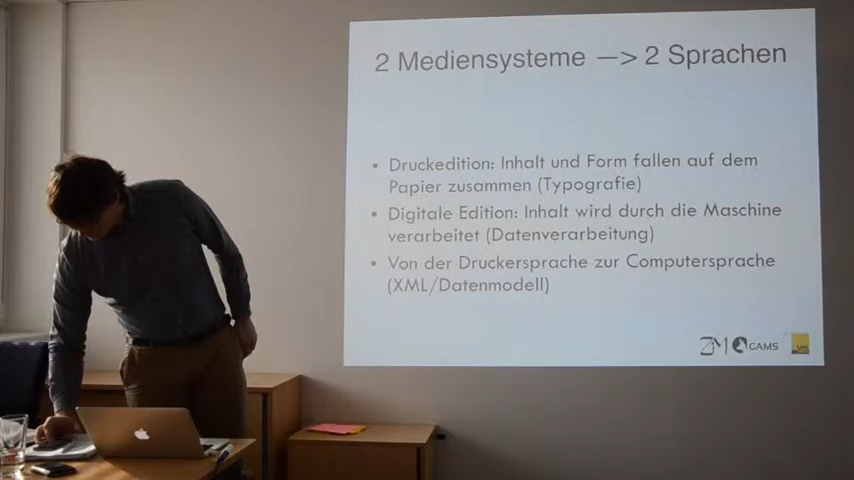 2 Mediensysteme —> 2 Sprachen
• Druckedition: Inhalt und Form fallen auf dem
Papier zusammen (Typografie)
• Digitale Edition: Inhalt wird durch die Maschine
verarbeitet (Datenverarbeitung)
• Von der Druckersprache zur Computersprache
(XML/Datenmodell)
ZIM GAMS